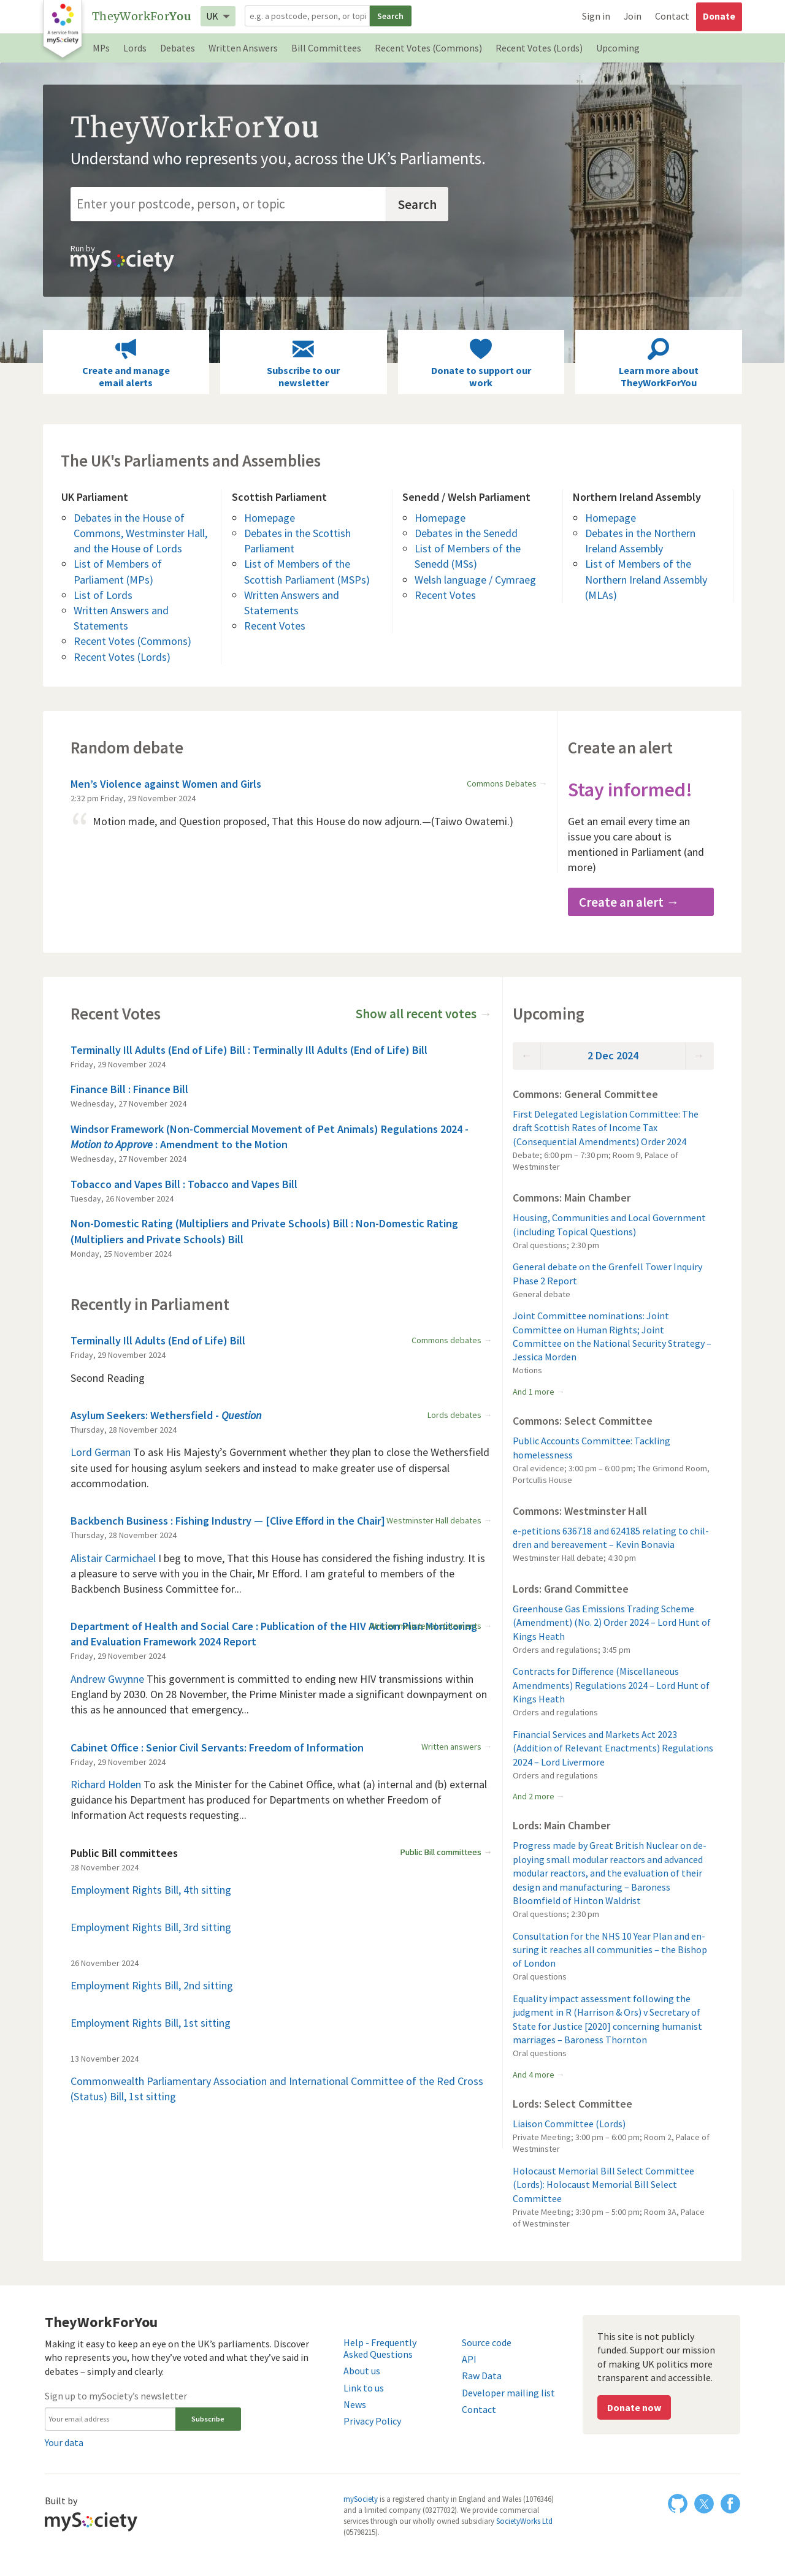 A service from
mySociety
TheyWorkForYou
UK
e.g. a postcode, person, or topi
Search
Sign in
Join
Contact
Donate
MPs
Lords
Debates
Written Answers
Bill Committees
Recent Votes (Commons)
Recent Votes (Lords)
Upcoming
TheyWorkForYou
Understand who represents you, across the UK’s Parliaments.
Enter your postcode, person, or topic
Search
Run by
mySociety
Create and manage
email alerts
Subscribe to our
newsletter
Donate to support our
work
Learn more about
TheyWorkForYou
The UK's Parliaments and Assemblies
UK Parliament
Debates in the House of
Commons, Westminster Hall,
and the House of Lords
List of Members of
Parliament (MPs)
List of Lords
Written Answers and
Statements
Recent Votes (Commons)
Recent Votes (Lords)
Scottish Parliament
Homepage
Debates in the Scottish
Parliament
List of Members of the
Scottish Parliament (MSPs)
Written Answers and
Statements
Recent Votes
Senedd / Welsh Parliament
Homepage
Debates in the Senedd
List of Members of the
Senedd (MSs)
Welsh language / Cymraeg
Recent Votes
Northern Ireland Assembly
Homepage
Debates in the Northern
Ireland Assembly
List of Members of the
Northern Ireland Assembly
(MLAs)
Random debate
Men’s Violence against Women and Girls
Commons Debates →
2:32 pm Friday, 29 November 2024
“ Motion made, and Question proposed, That this House do now adjourn.—(Taiwo Owatemi.)
Create an alert
Stay informed!
Get an email every time an
issue you care about is
mentioned in Parliament (and
more)
Create an alert →
Recent Votes
Show all recent votes →
Terminally Ill Adults (End of Life) Bill : Terminally Ill Adults (End of Life) Bill
Friday, 29 November 2024
Finance Bill : Finance Bill
Wednesday, 27 November 2024
Windsor Framework (Non-Commercial Movement of Pet Animals) Regulations 2024 -
Motion to Approve : Amendment to the Motion
Wednesday, 27 November 2024
Tobacco and Vapes Bill : Tobacco and Vapes Bill
Tuesday, 26 November 2024
Non-Domestic Rating (Multipliers and Private Schools) Bill : Non-Domestic Rating
(Multipliers and Private Schools) Bill
Monday, 25 November 2024
Recently in Parliament
Terminally Ill Adults (End of Life) Bill
Commons debates →
Friday, 29 November 2024
Second Reading
Asylum Seekers: Wethersfield - Question
Lords debates →
Thursday, 28 November 2024
Lord German To ask His Majesty’s Government whether they plan to close the Wethersfield
site used for housing asylum seekers and instead to make greater use of dispersal
accommodation.
Backbench Business : Fishing Industry — [Clive Efford in the Chair]
Westminster Hall debates →
Thursday, 28 November 2024
Alistair Carmichael I beg to move, That this House has considered the fishing industry. It is
a pleasure to serve with you in the Chair, Mr Efford. I am grateful to members of the
Backbench Business Committee for...
Department of Health and Social Care : Publication of the HIV Action Plan Monitoring
and Evaluation Framework 2024 Report
Friday, 29 November 2024
Andrew Gwynne This government is committed to ending new HIV transmissions within
England by 2030. On 28 November, the Prime Minister made a significant downpayment on
this as he announced that emergency...
Cabinet Office : Senior Civil Servants: Freedom of Information
Written answers →
Friday, 29 November 2024
Richard Holden To ask the Minister for the Cabinet Office, what (a) internal and (b) external
guidance his Department has produced for Departments on whether Freedom of
Information Act requests requesting...
Public Bill committees
Public Bill committees →
28 November 2024
Employment Rights Bill, 4th sitting
Employment Rights Bill, 3rd sitting
26 November 2024
Employment Rights Bill, 2nd sitting
Employment Rights Bill, 1st sitting
13 November 2024
Commonwealth Parliamentary Association and International Committee of the Red Cross
(Status) Bill, 1st sitting
Upcoming
← 2 Dec 2024 →
Commons: General Committee
First Delegated Legislation Committee: The
draft Scottish Rates of Income Tax
(Consequential Amendments) Order 2024
Debate; 6:00 pm – 7:30 pm; Room 9, Palace of
Westminster
Commons: Main Chamber
Housing, Communities and Local Government
(including Topical Questions)
Oral questions; 2:30 pm
General debate on the Grenfell Tower Inquiry
Phase 2 Report
General debate
Joint Committee nominations: Joint
Committee on Human Rights; Joint
Committee on the National Security Strategy –
Jessica Morden
Motions
And 1 more →
Commons: Select Committee
Public Accounts Committee: Tackling
homelessness
Oral evidence; 3:00 pm – 6:00 pm; The Grimond Room,
Portcullis House
Commons: Westminster Hall
e-petitions 636718 and 624185 relating to chil-
dren and bereavement – Kevin Bonavia
Westminster Hall debate; 4:30 pm
Lords: Grand Committee
Greenhouse Gas Emissions Trading Scheme
(Amendment) (No. 2) Order 2024 – Lord Hunt of
Kings Heath
Orders and regulations; 3:45 pm
Contracts for Difference (Miscellaneous
Amendments) Regulations 2024 – Lord Hunt of
Kings Heath
Orders and regulations
Financial Services and Markets Act 2023
(Addition of Relevant Enactments) Regulations
2024 – Lord Livermore
Orders and regulations
And 2 more →
Lords: Main Chamber
Progress made by Great British Nuclear on de-
ploying small modular reactors and advanced
modular reactors, and the evaluation of their
design and manufacturing – Baroness
Bloomfield of Hinton Waldrist
Oral questions; 2:30 pm
Consultation for the NHS 10 Year Plan and en-
suring it reaches all communities – the Bishop
of London
Oral questions
Equality impact assessment following the
judgment in R (Harrison & Ors) v Secretary of
State for Justice [2020] concerning humanist
marriages – Baroness Thornton
Oral questions
And 4 more →
Lords: Select Committee
Liaison Committee (Lords)
Private Meeting; 3:00 pm – 6:00 pm; Room 2, Palace of
Westminster
Holocaust Memorial Bill Select Committee
(Lords): Holocaust Memorial Bill Select
Committee
Private Meeting; 3:30 pm – 5:00 pm; Room 3A, Palace
of Westminster
TheyWorkForYou
Making it easy to keep an eye on the UK’s parliaments. Discover
who represents you, how they’ve voted and what they’ve said in
debates – simply and clearly.
Sign up to mySociety’s newsletter
Your email address
Subscribe
Your data
Help - Frequently
Asked Questions
About us
Link to us
News
Privacy Policy
Source code
API
Raw Data
Developer mailing list
Contact
This site is not publicly
funded. Support our mission
of making UK politics more
transparent and accessible.
Donate now
Built by
mySociety
mySociety is a registered charity in England and Wales (1076346)
and a limited company (03277032). We provide commercial
services through our wholly owned subsidiary SocietyWorks Ltd
(05798215).